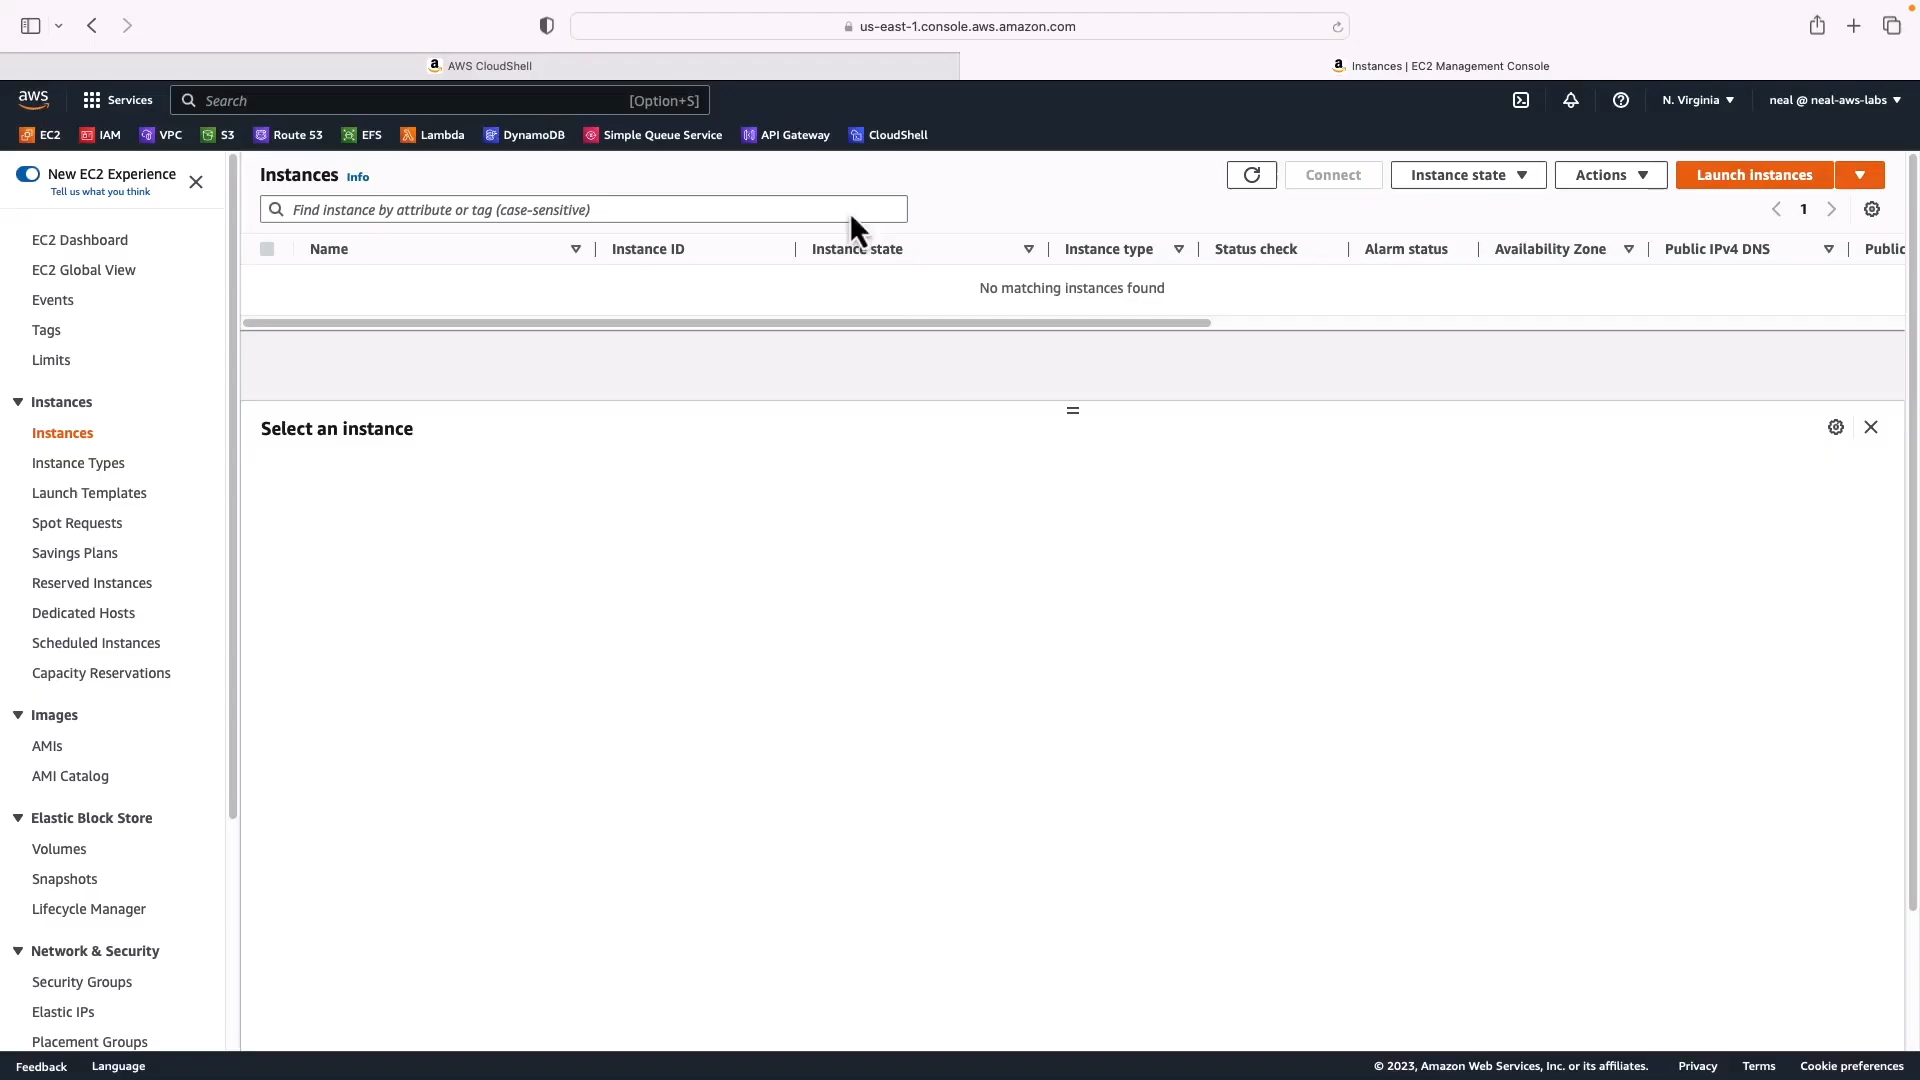 us-east-1.console.aws.amazon.com
AWS CloudShell
Instances | EC2 Management Console
aws
Services
Search
[Option+S]
N. Virginia
neal @ neal-aws-labs
EC2
IAM
VPC
S3
Route 53
EFS
Lambda
DynamoDB
Simple Queue Service
API Gateway
CloudShell
New EC2 Experience
Tell us what you think
EC2 Dashboard
EC2 Global View
Events
Tags
Limits
Instances
Instances
Instance Types
Launch Templates
Spot Requests
Savings Plans
Reserved Instances
Dedicated Hosts
Scheduled Instances
Capacity Reservations
Images
AMIs
AMI Catalog
Elastic Block Store
Volumes
Snapshots
Lifecycle Manager
Network & Security
Security Groups
Elastic IPs
Placement Groups
Instances Info
Connect
Instance state
Actions
Launch instances
Find instance by attribute or tag (case-sensitive)
1
Name
Instance ID
Instance state
Instance type
Status check
Alarm status
Availability Zone
Public IPv4 DNS
Public
No matching instances found
Select an instance
Feedback
Language
© 2023, Amazon Web Services, Inc. or its affiliates.
Privacy
Terms
Cookie preferences